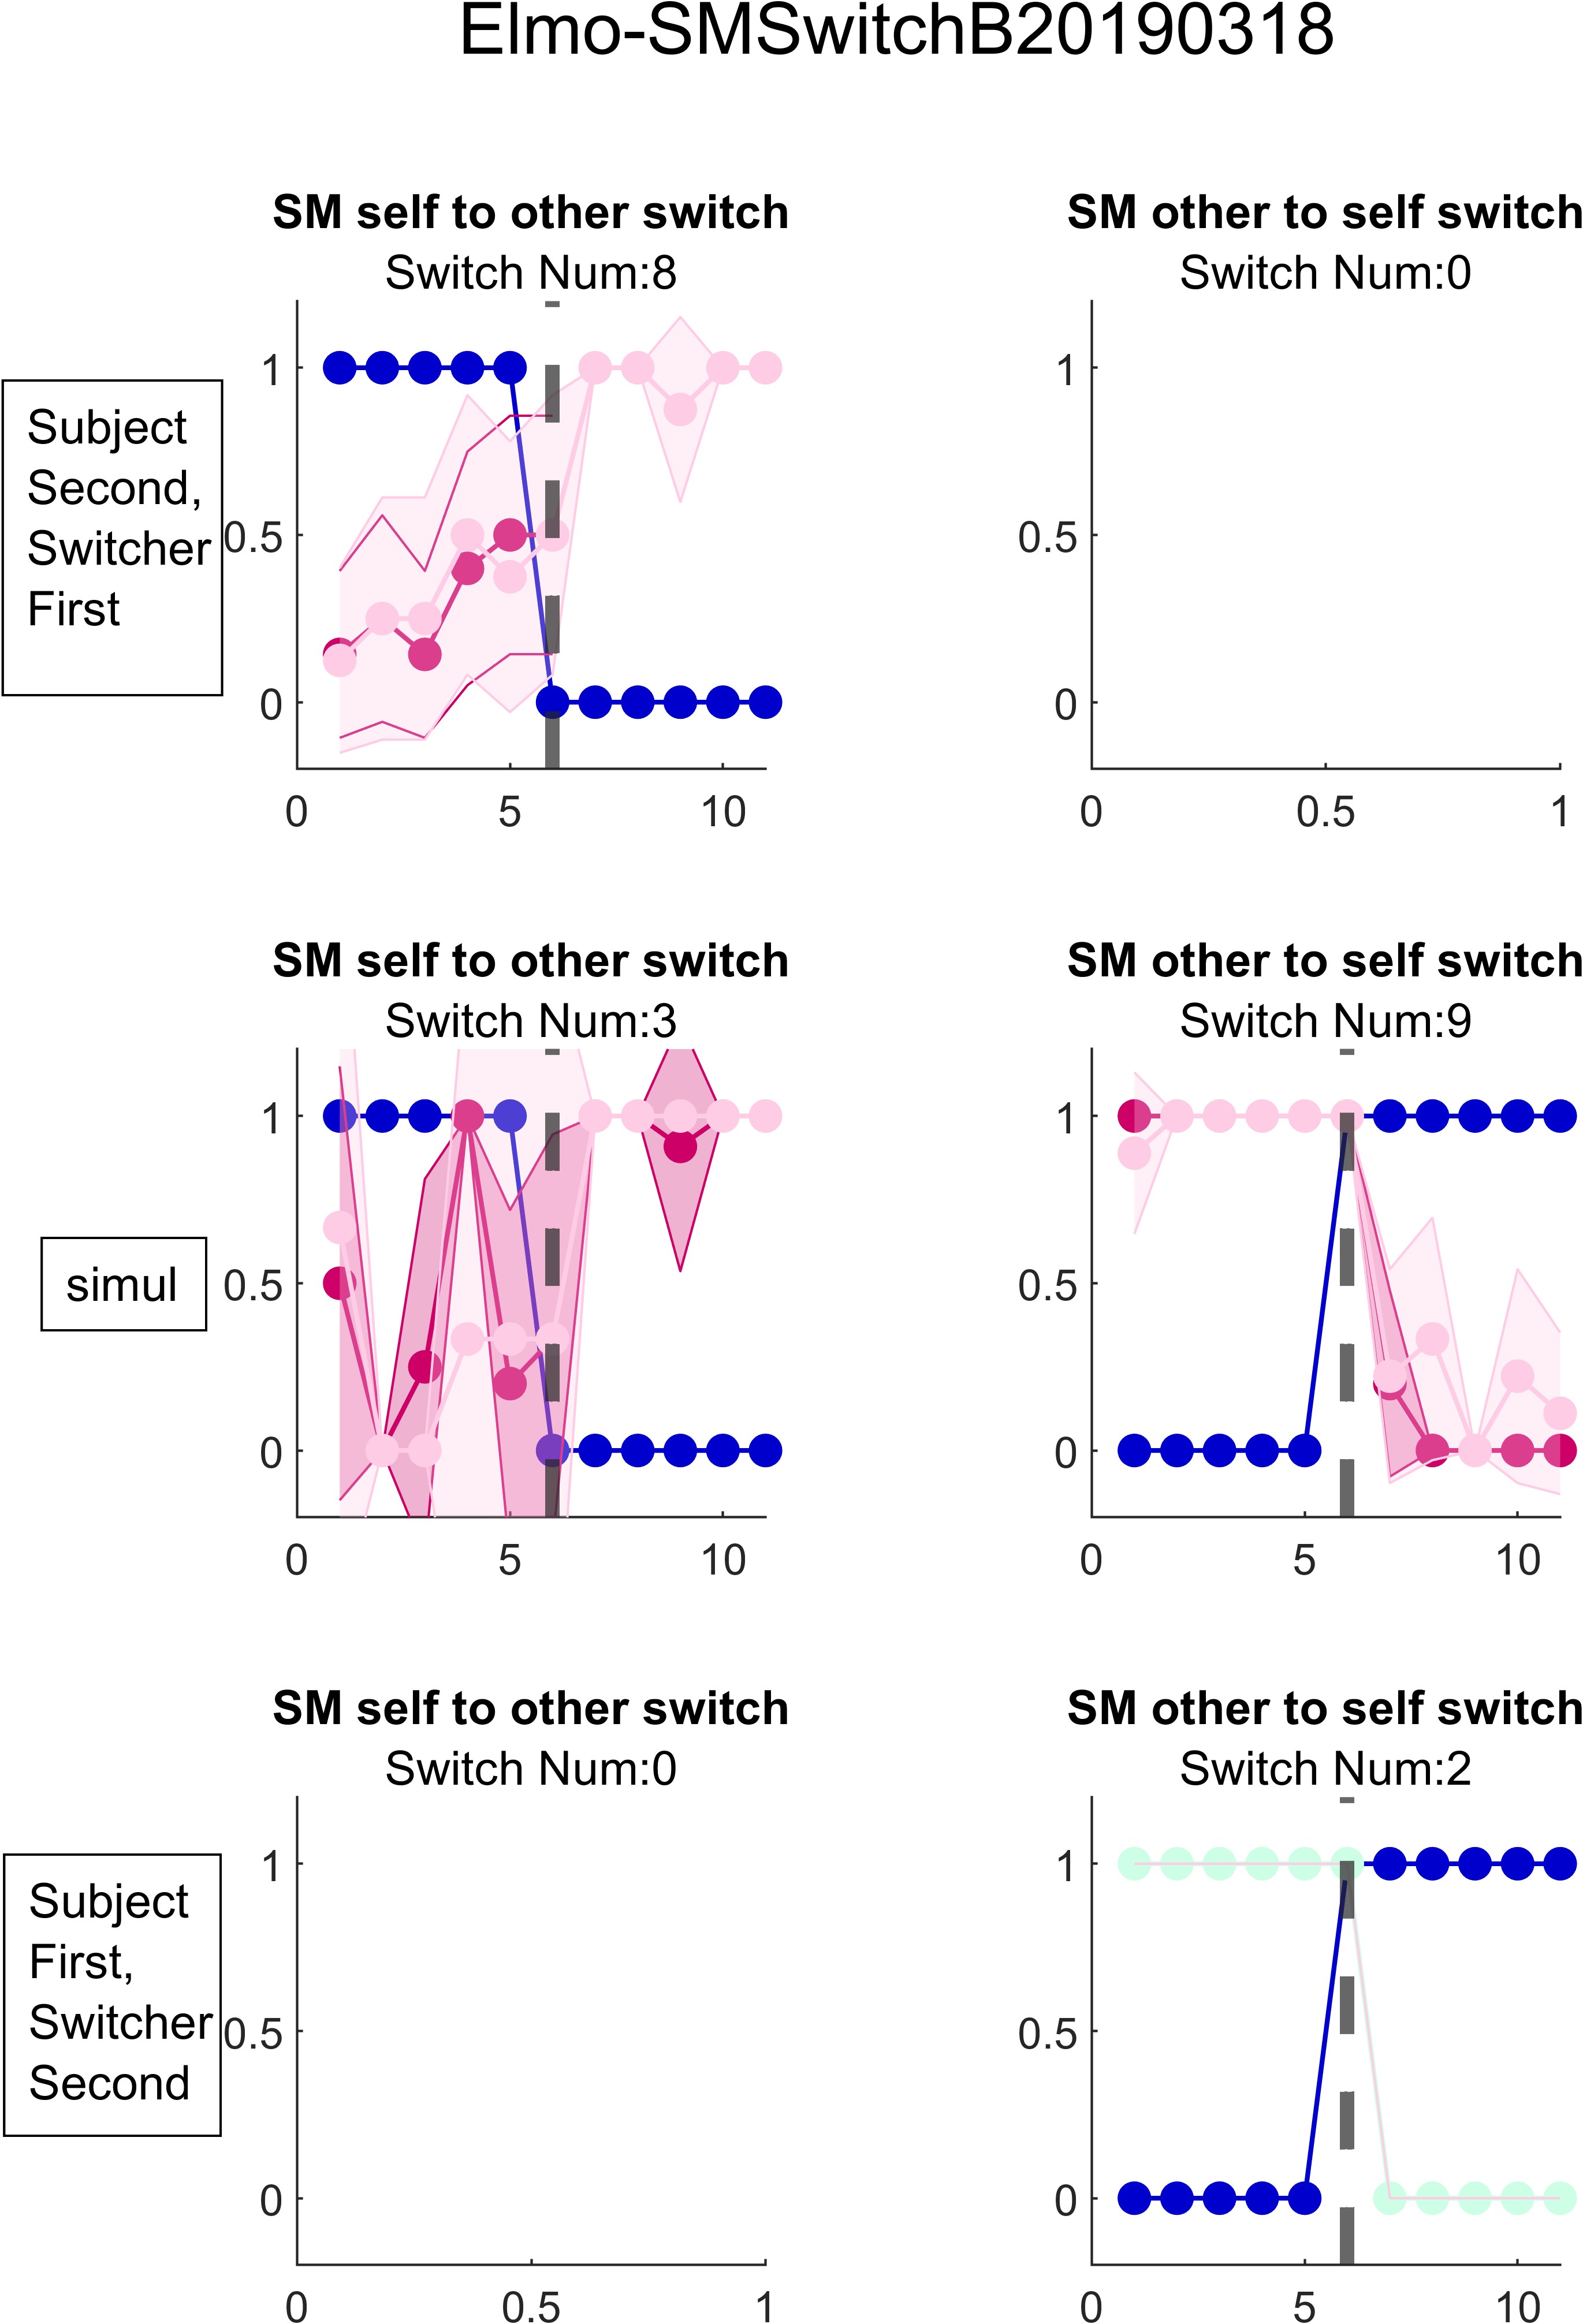 Elmo-SMSwitchB20190318
SM self to other switch
Switch Num:8
SM other to self switch
Switch Num:0
Subject
Second,
Switcher
First
1
0.5
0
0 5 10
1
0.5
0
0 0.5 1
SM self to other switch
Switch Num:3
SM other to self switch
Switch Num:9
simul
1
0.5
0
0 5 10
1
0.5
0
0 5 10
SM self to other switch
Switch Num:0
SM other to self switch
Switch Num:2
Subject
First,
Switcher
Second
1
0.5
0
0 0.5 1
1
0.5
0
0 5 10